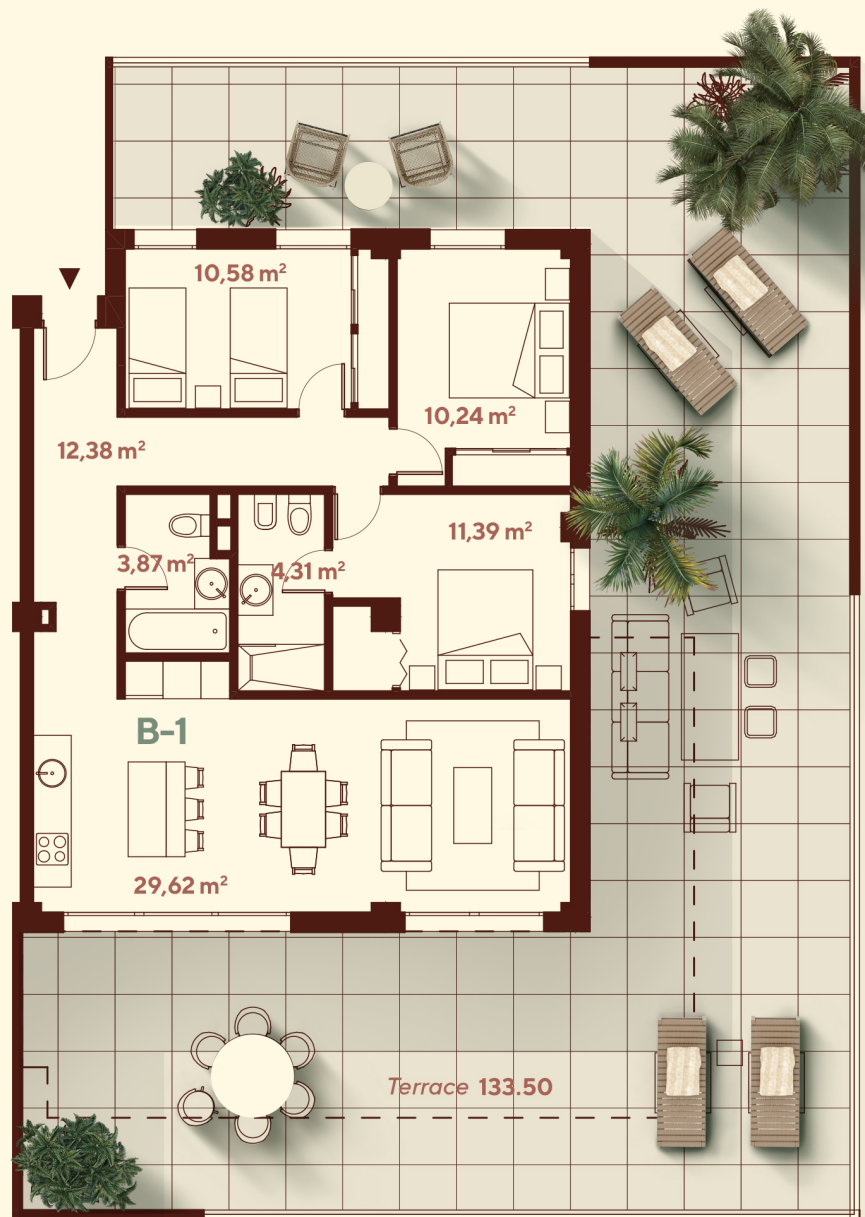 10,58 m²
10,24 m²
12,38 m²
11,39 m²
3,87 m²
4,31 m²
B-1
29,62 m²
Terrace 133.50